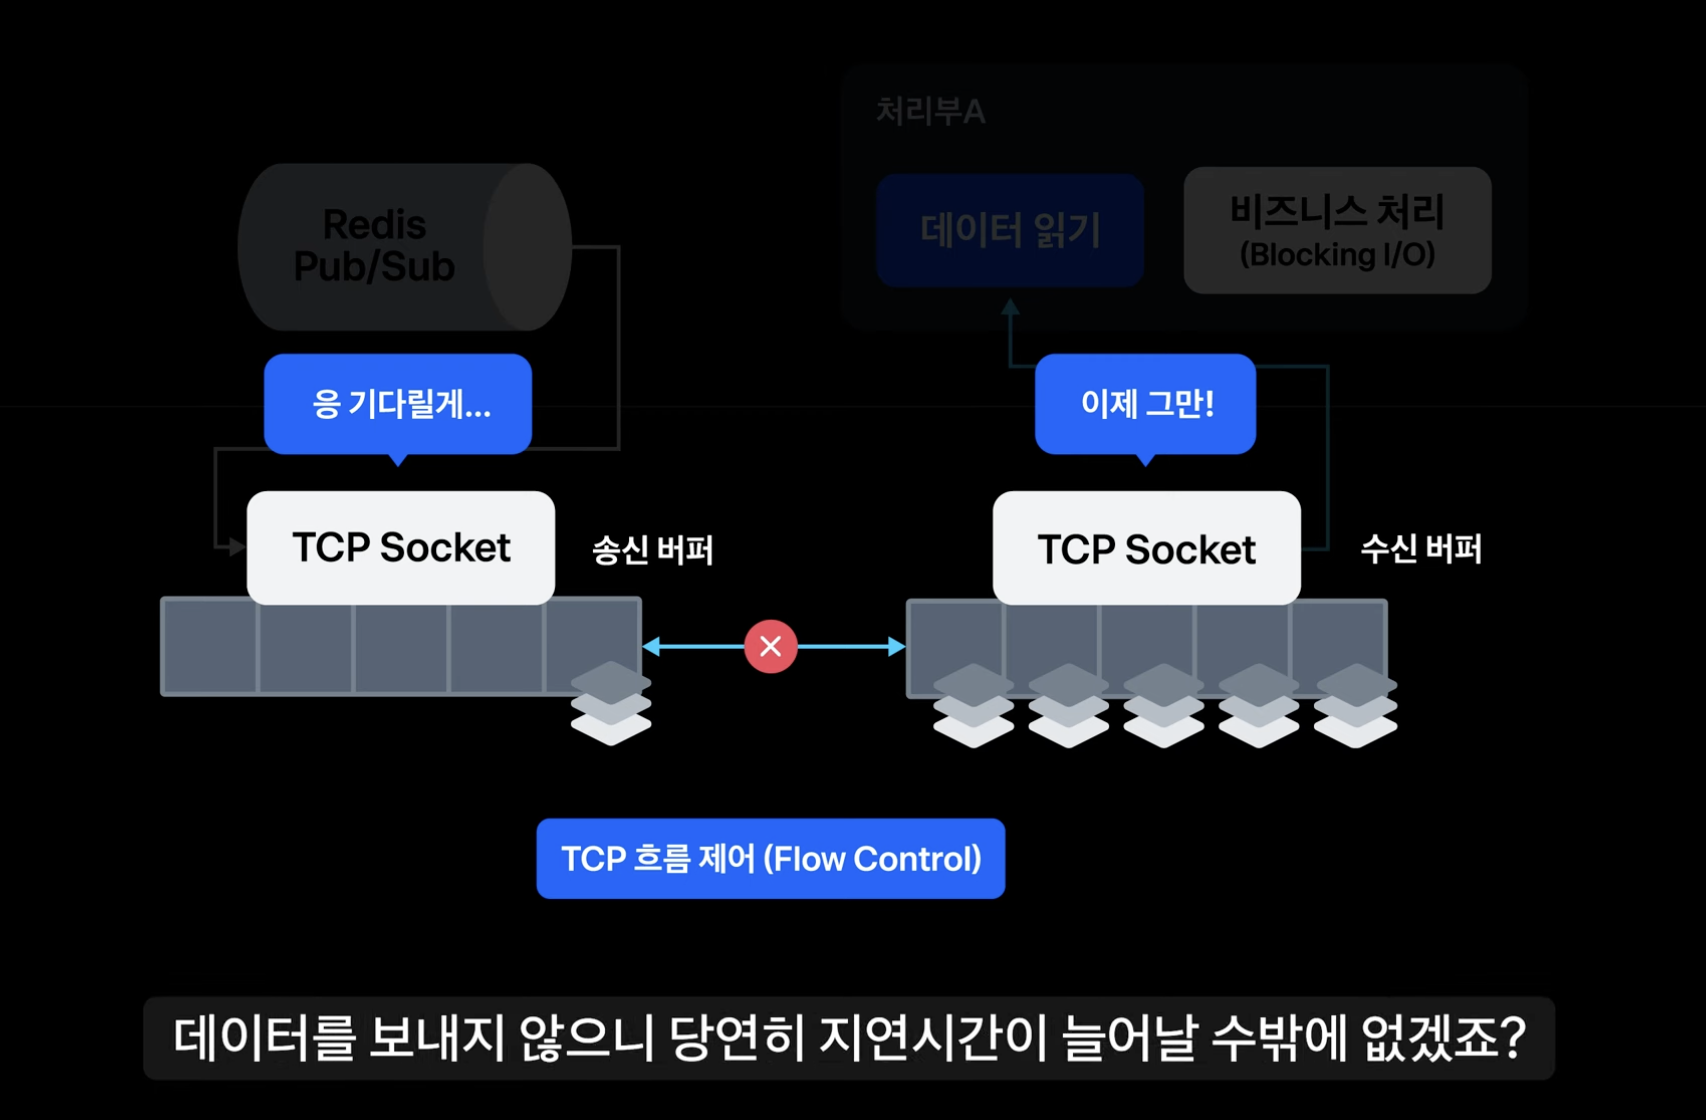 처리부A
Redis
Pub/Sub
데이터 읽기
비즈니스 처리
(Blocking I/O)
응 기다릴게...
이제 그만!
TCP Socket
송신 버퍼
TCP Socket
수신 버퍼
TCP 흐름 제어 (Flow Control)
데이터를 보내지 않으니 당연히 지연시간이 늘어날 수밖에 없겠죠?